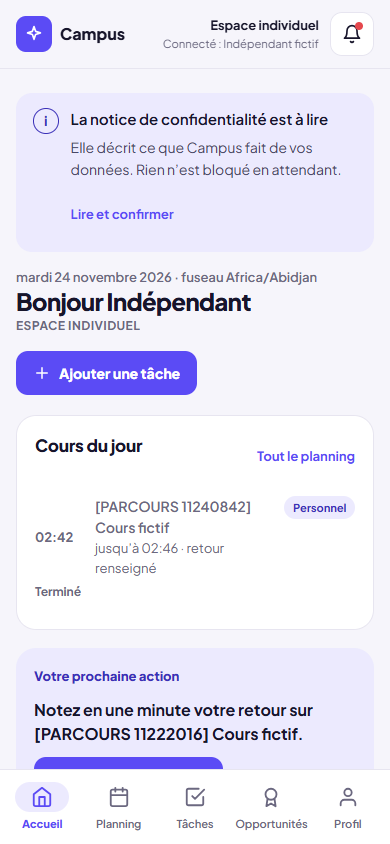 Campus
Espace individuel
Connecté : Indépendant fictif
i
La notice de confidentialité est à lire
Elle décrit ce que Campus fait de vos
données. Rien n’est bloqué en attendant.
Lire et confirmer
mardi 24 novembre 2026 · fuseau Africa/Abidjan
Bonjour Indépendant
ESPACE INDIVIDUEL
Ajouter une tâche
Cours du jour
Tout le planning
[PARCOURS 11240842]
Cours fictif
Personnel
02:42
jusqu’à 02:46 · retour
renseigné
Terminé
Votre prochaine action
Notez en une minute votre retour sur
[PARCOURS 11222016] Cours fictif.
Accueil
Planning
Tâches
Opportunités
Profil